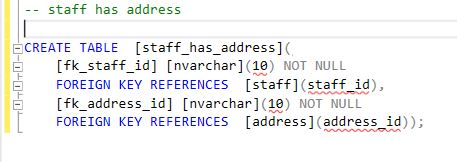 -- staff has address
CREATE TABLE  [staff_has_address](
[fk_staff_id] [nvarchar](10) NOT NULL
FOREIGN KEY REFERENCES  [staff](staff_id),
[fk_address_id] [nvarchar](10) NOT NULL
FOREIGN KEY REFERENCES  [address](address_id));